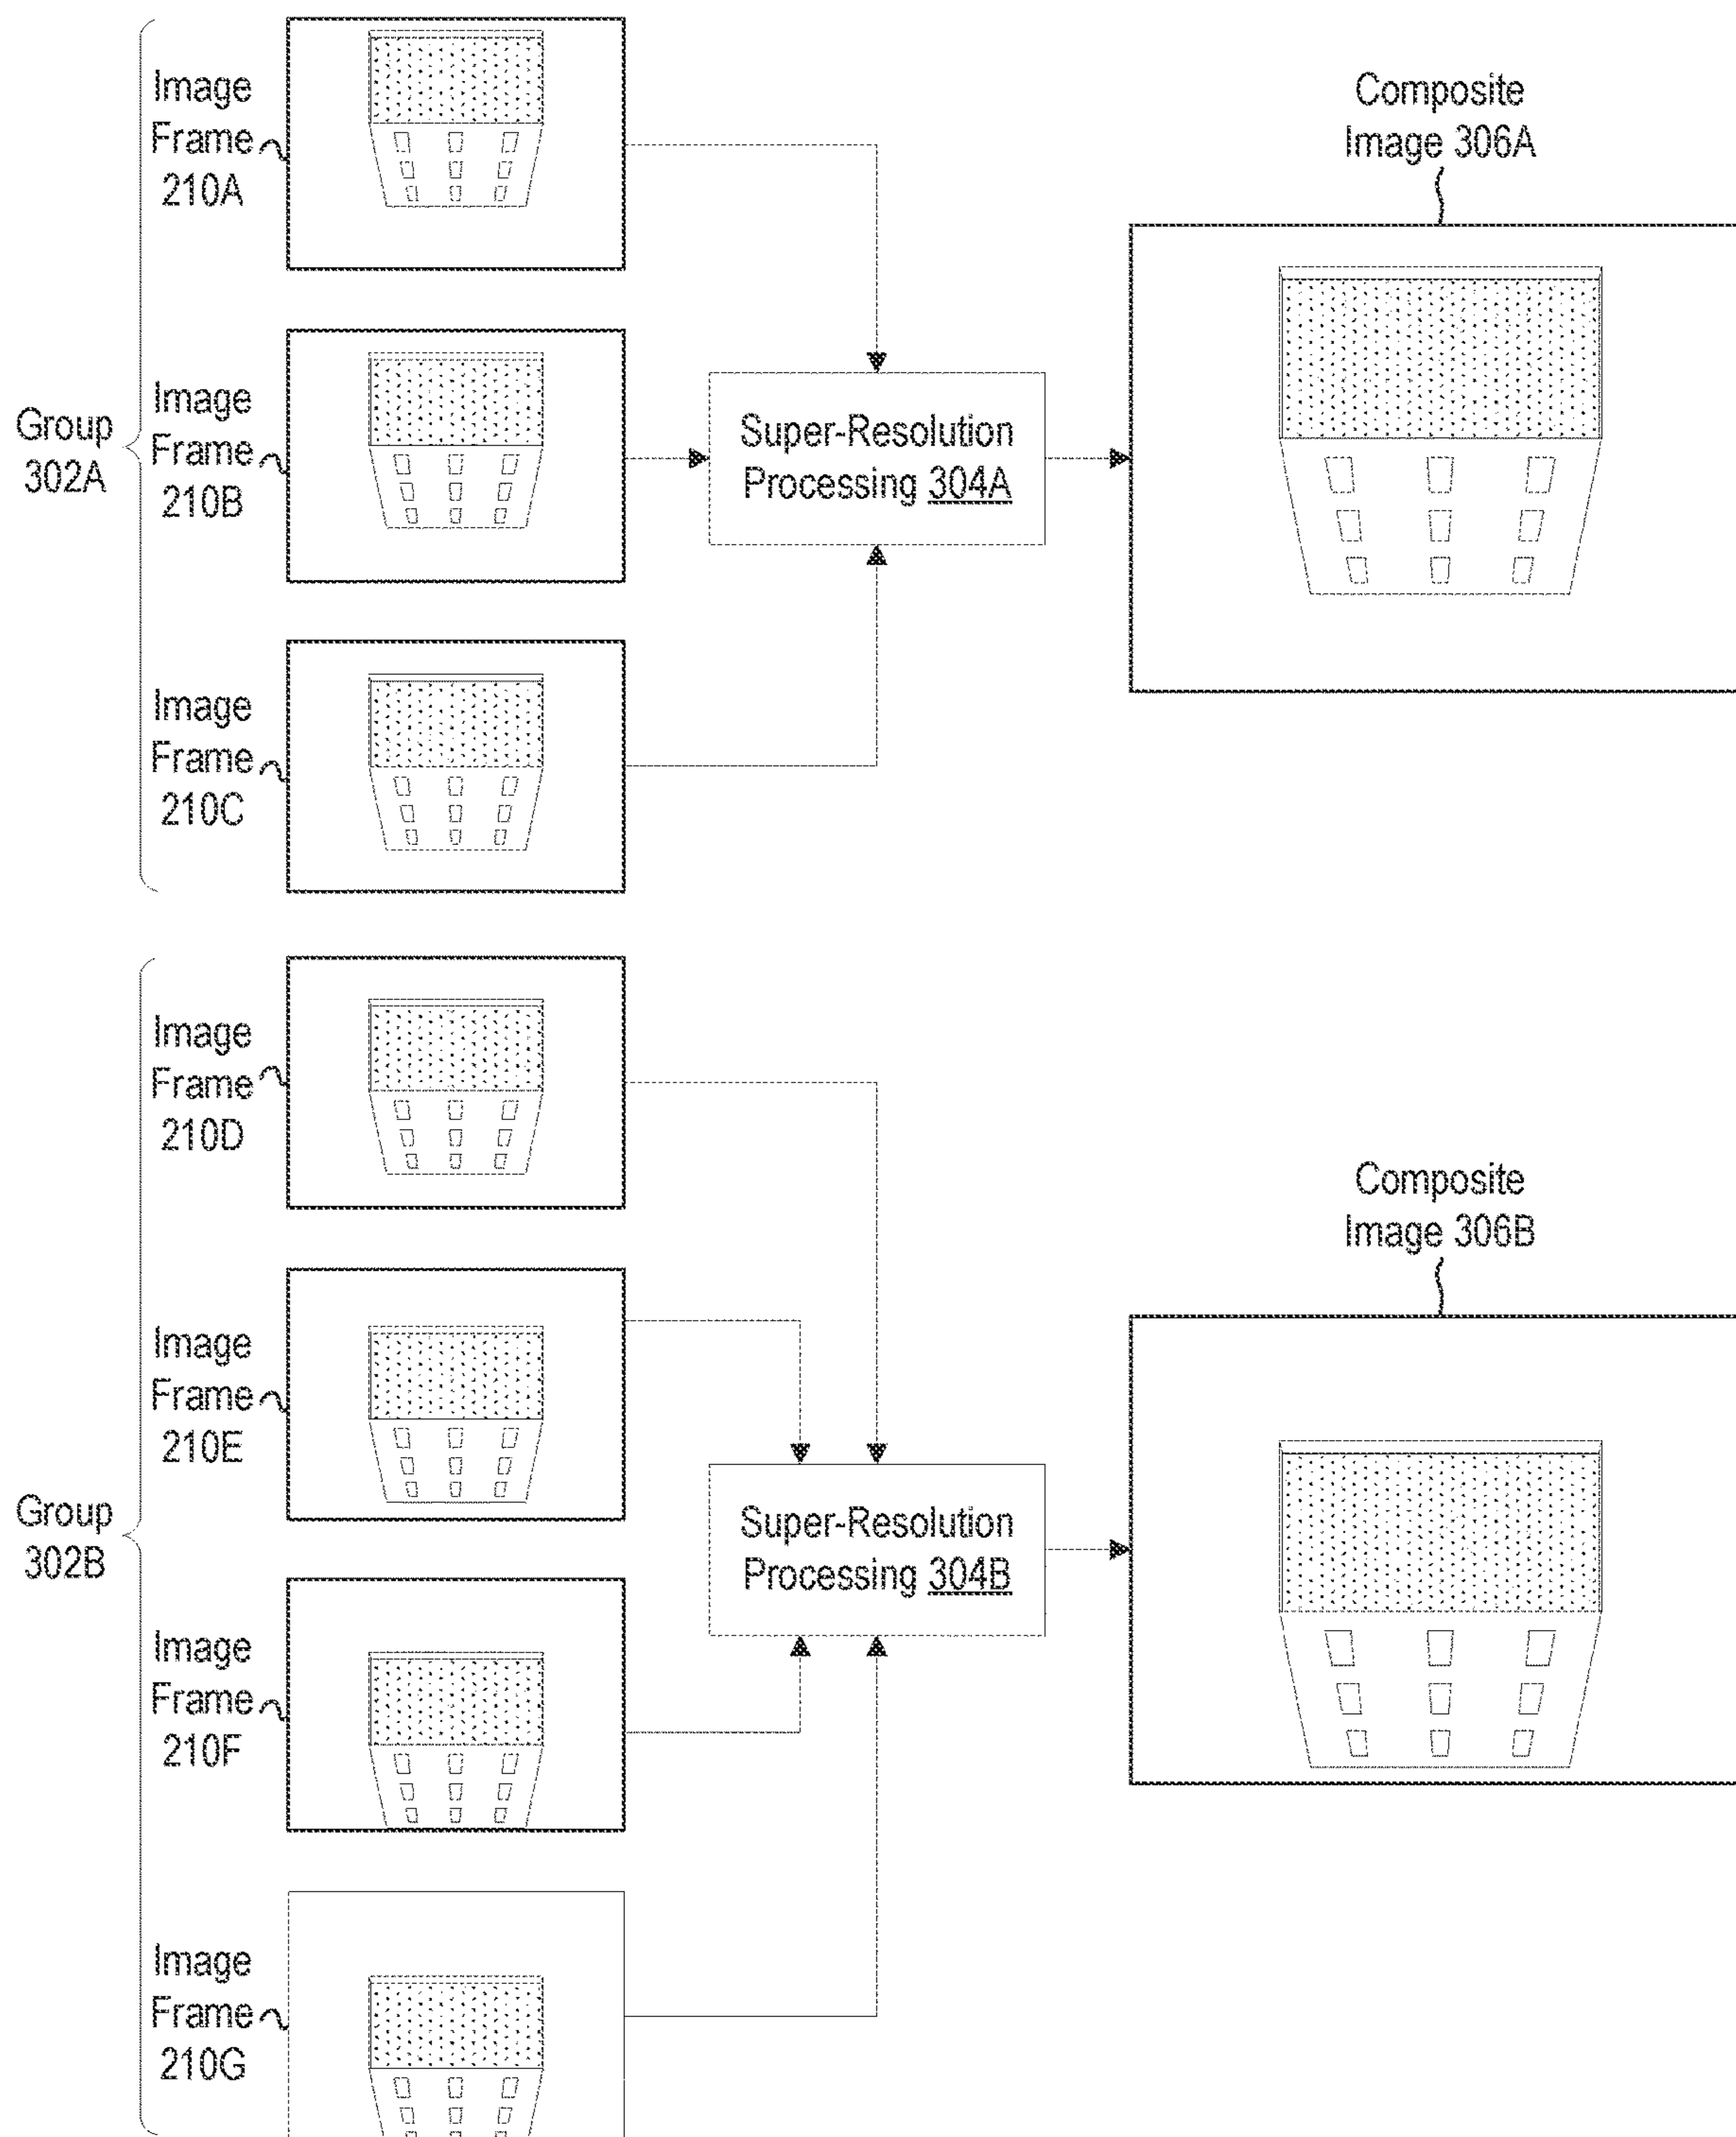 Image
Frame
210A
Composite
Image 306A
Group
302A
Image
Frame
210B
Super-Resolution
Processing 304A
Image
Frame
210C
Image
Frame
210D
Composite
Image 306B
Image
Frame
210E
Group
302B
Super-Resolution
Processing 304B
Image
Frame
210F
Image
Frame
210G